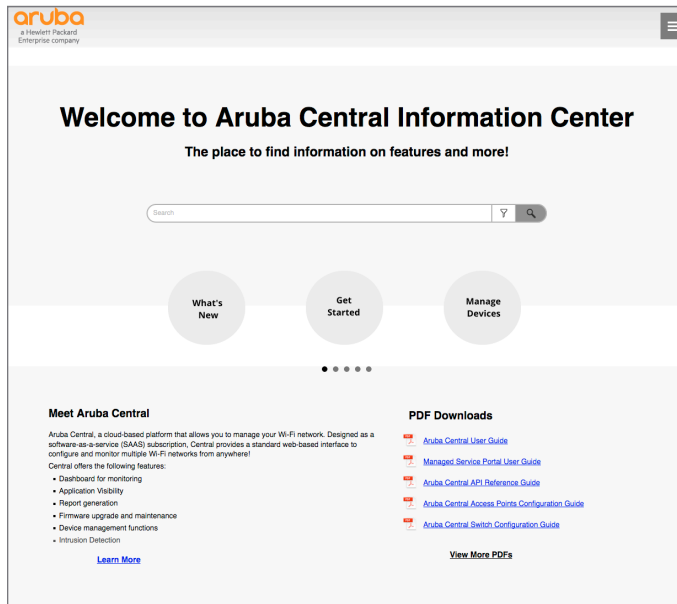 aruba
a Hewlett Packard
Enterprise company
Welcome to Aruba Central Information Center
The place to find information on features and more!
Search
What's
New
Get
Started
Manage
Devices
Meet Aruba Central
Aruba Central, a cloud-based platform that allows you to manage your Wi-Fi network. Designed as a
software-as-a-service (SAAS) subscription, Central provides a standard web-based interface to
configure and monitor multiple Wi-Fi networks from anywhere!
Central offers the following features:
• Dashboard for monitoring
• Application Visibility
• Report generation
• Firmware upgrade and maintenance
• Device management functions
• Intrusion Detection
Learn More
PDF Downloads
PDF Aruba Central User Guide
PDF Managed Service Portal User Guide
PDF Aruba Central API Reference Guide
PDF Aruba Central Access Points Configuration Guide
PDF Aruba Central Switch Configuration Guide
View More PDFs